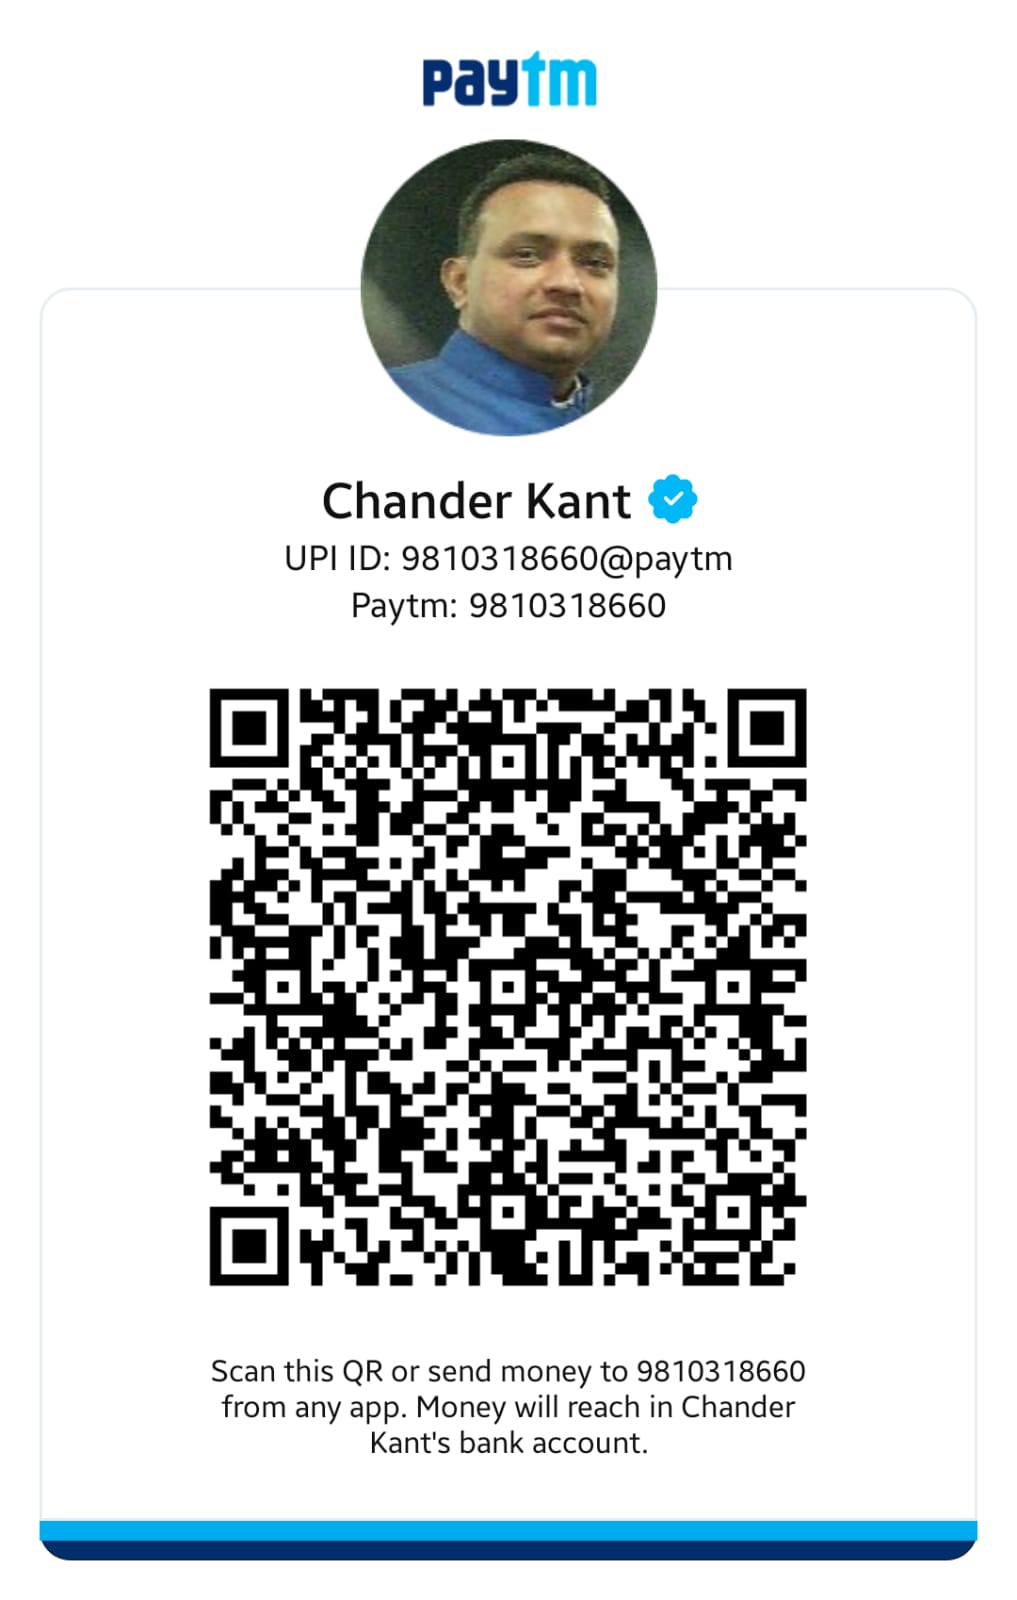 paytm
Chander Kant
UPI ID: 9810318660@paytm
Paytm: 9810318660
Scan this QR or send money to 9810318660
from any app. Money will reach in Chander
Kant's bank account.